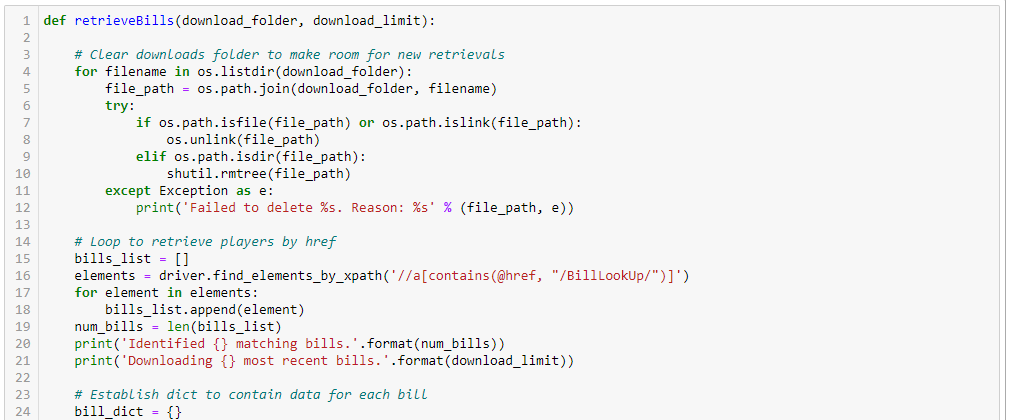 1 def retrieveBills(download_folder, download_limit):
2
3     # Clear downloads folder to make room for new retrievals
4     for filename in os.listdir(download_folder):
5         file_path = os.path.join(download_folder, filename)
6         try:
7             if os.path.isfile(file_path) or os.path.islink(file_path):
8                 os.unlink(file_path)
9             elif os.path.isdir(file_path):
10                 shutil.rmtree(file_path)
11         except Exception as e:
12             print('Failed to delete %s. Reason: %s' % (file_path, e))
13
14     # Loop to retrieve players by href
15     bills_list = []
16     elements = driver.find_elements_by_xpath('//a[contains(@href, "/BillLookUp/")]')
17     for element in elements:
18         bills_list.append(element)
19     num_bills = len(bills_list)
20     print('Identified {} matching bills.'.format(num_bills))
21     print('Downloading {} most recent bills.'.format(download_limit))
22
23     # Establish dict to contain data for each bill
24     bill_dict = {}